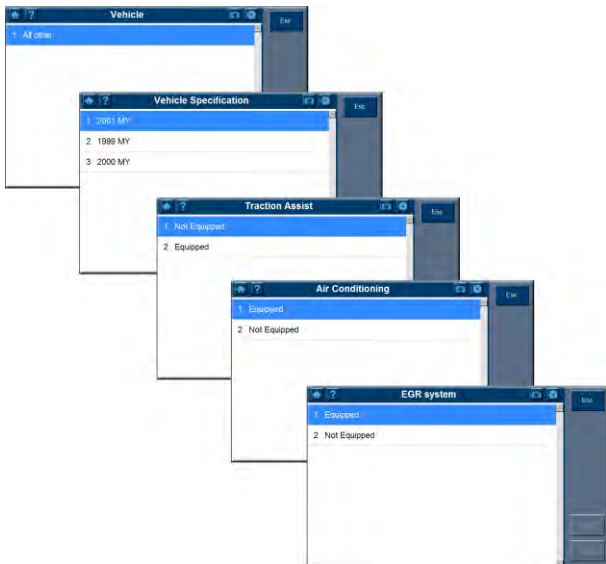 ? Vehicle
Esc
1 All other
? Vehicle Specification
Esc
1 2001 MY
2 1999 MY
3 2000 MY
? Traction Assist
Esc
1 Not Equipped
2 Equipped
? Air Conditioning
Esc
1 Equipped
2 Not Equipped
? EGR system
Esc
1 Equipped
2 Not Equipped